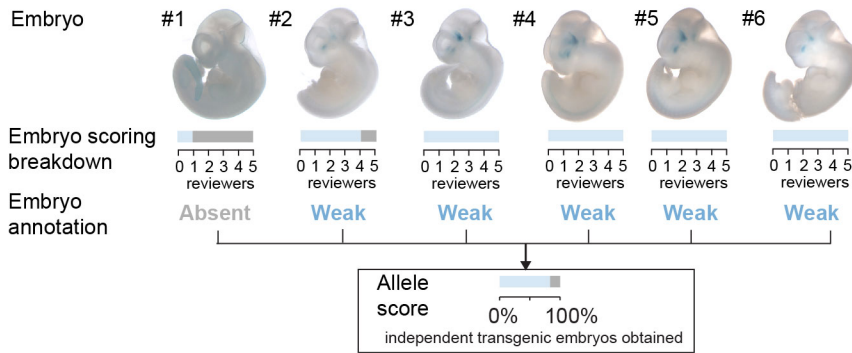 Embryo #1 #2 #3 #4 #5 #6
Embryo scoring
breakdown
0 1 2 3 4 5 0 1 2 3 4 5 0 1 2 3 4 5 0 1 2 3 4 5 0 1 2 3 4 5 0 1 2 3 4 5
reviewers reviewers reviewers reviewers reviewers reviewers
Embryo
annotation
Absent Weak Weak Weak Weak Weak
Allele
score
0% 100%
independent transgenic embryos obtained